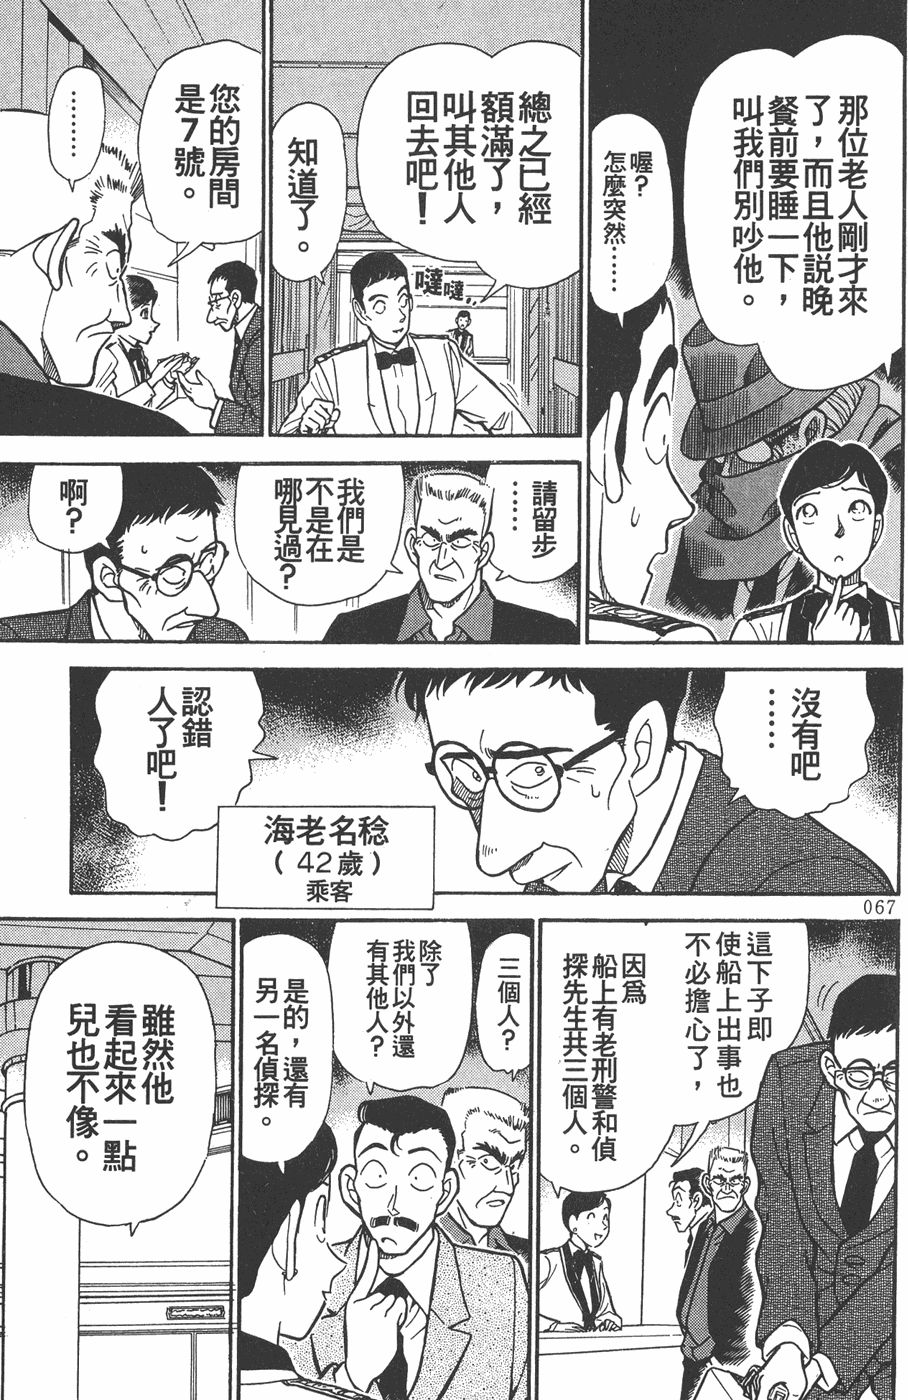 那位老人剛才來
了，而且他説晚
餐前要睡一下，
叫我們別吵他。
喔？
怎麼突然……
總之已經
額滿了，
叫其他人
回去吧！
噠噠
知道了。
您的房間
是7號。
……
請留步
……
我們是
不是在
哪見過？
啊？
沒有吧
……
認錯
人了吧！
海老名稔
（42歲）
乘客
067
這下子即
使船上出事也
不必擔心了，
因為
船上有老刑警和偵
探先生共三個人。
三個人？
除了
我們以外還
有其他人？
是的，還有
另一名偵探。
雖然他
看起來一點
兒也不像。